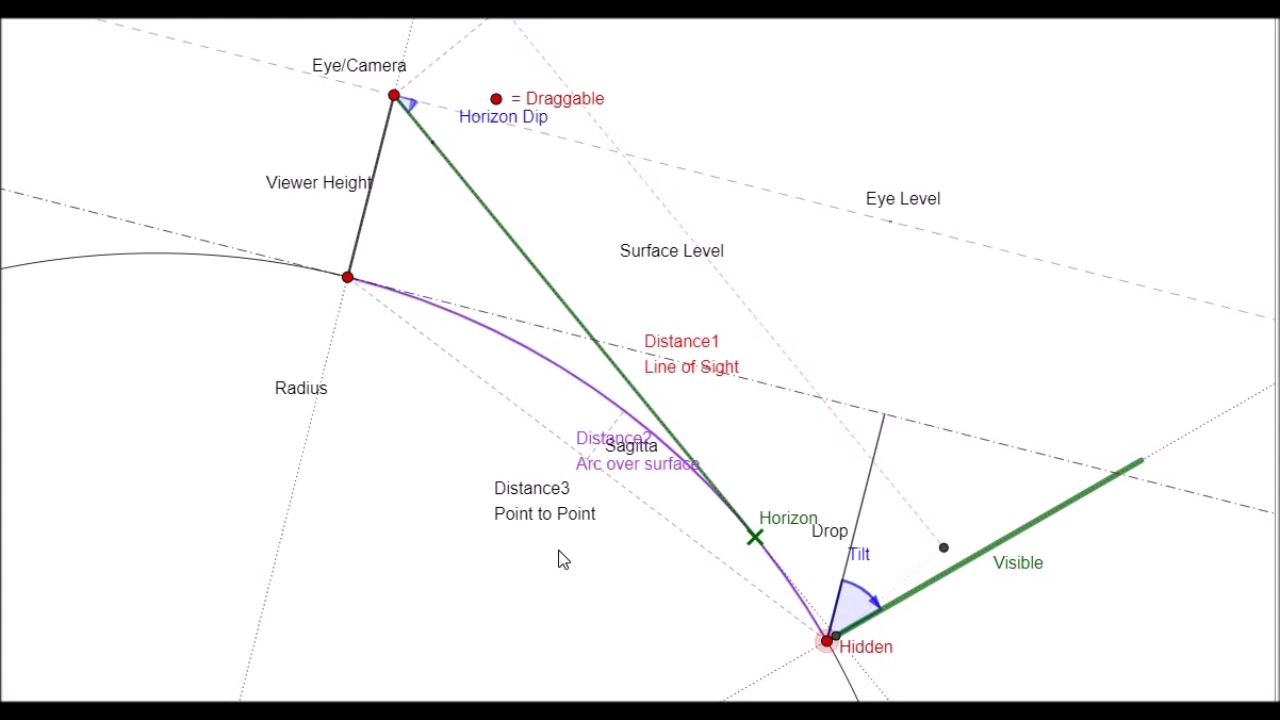 Eye/Camera
= Draggable
Horizon Dip
Viewer Height
Eye Level
Surface Level
Distance1
Line of Sight
Radius
Distance2
Sagitta
Arc over surface
Distance3
Point to Point
Horizon
Drop
Tilt
Visible
Hidden